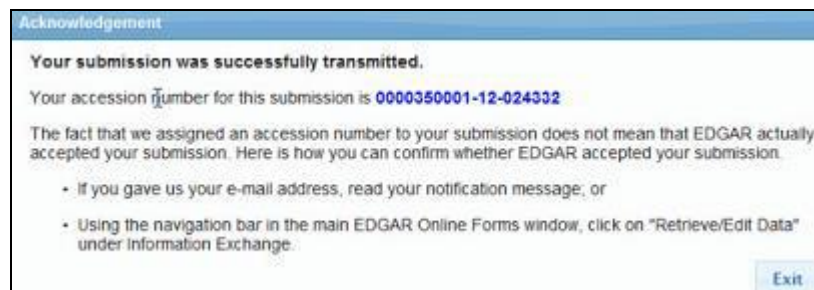 Acknowledgement
Your submission was successfully transmitted.
Your accession number for this submission is 0000350001-12-024332
The fact that we assigned an accession number to your submission does not mean that EDGAR actually
accepted your submission. Here is how you can confirm whether EDGAR accepted your submission.
• If you gave us your e-mail address, read your notification message; or
• Using the navigation bar in the main EDGAR Online Forms window, click on "Retrieve/Edit Data"
under Information Exchange.
Exit